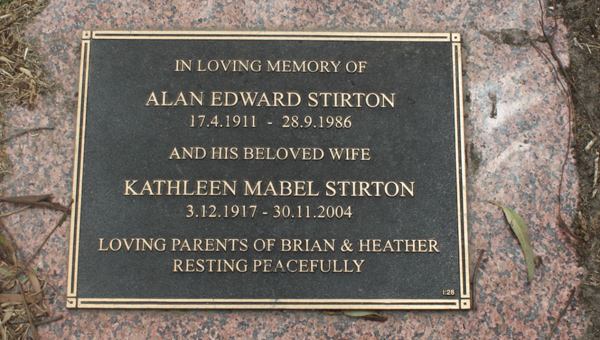 IN LOVING MEMORY OF
ALAN EDWARD STIRTON
17.4.1911 - 28.9.1986
AND HIS BELOVED WIFE
KATHLEEN MABEL STIRTON
3.12.1917 - 30.11.2004
LOVING PARENTS OF BRIAN & HEATHER
RESTING PEACEFULLY
I:28